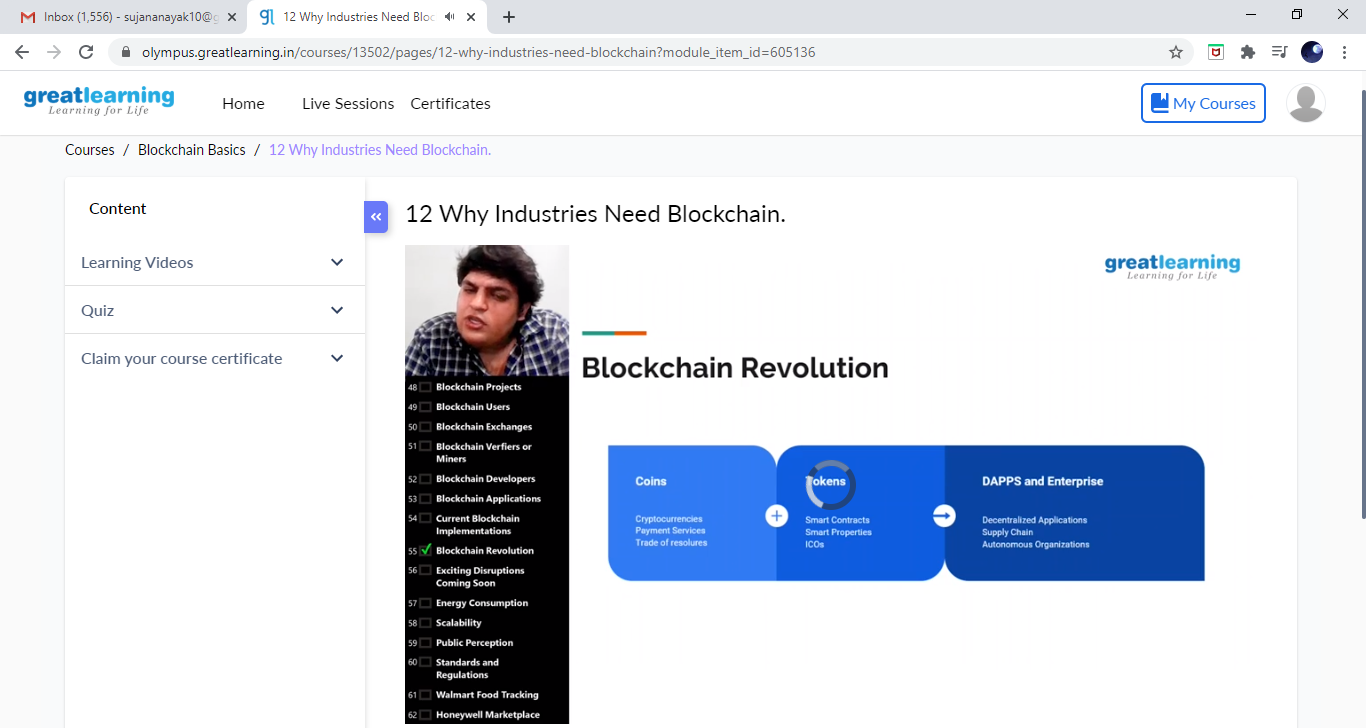 Inbox (1,556) - sujananayak10@g
12 Why Industries Need Bloc
olympus.greatlearning.in/courses/13502/pages/12-why-industries-need-blockchain?module_item_id=605136
greatlearning
Learning for Life
Home
Live Sessions
Certificates
My Courses
Courses / Blockchain Basics / 12 Why Industries Need Blockchain.
Content
Learning Videos
Quiz
Claim your course certificate
12 Why Industries Need Blockchain.
48 Blockchain Projects
49 Blockchain Users
50 Blockchain Exchanges
51 Blockchain Verfiers or
Miners
52 Blockchain Developers
53 Blockchain Applications
54 Current Blockchain
Implementations
55 Blockchain Revolution
56 Exciting Disruptions
Coming Soon
57 Energy Consumption
58 Scalability
59 Public Perception
60 Standards and
Regulations
61 Walmart Food Tracking
62 Honeywell Marketplace
greatlearning
Learning for Life
Blockchain Revolution
Coins
Cryptocurrencies
Payment Services
Trade of resolures
Tokens
Smart Contracts
Smart Properties
ICOs
DAPPS and Enterprise
Decentralized Applications
Supply Chain
Autonomous Organizations